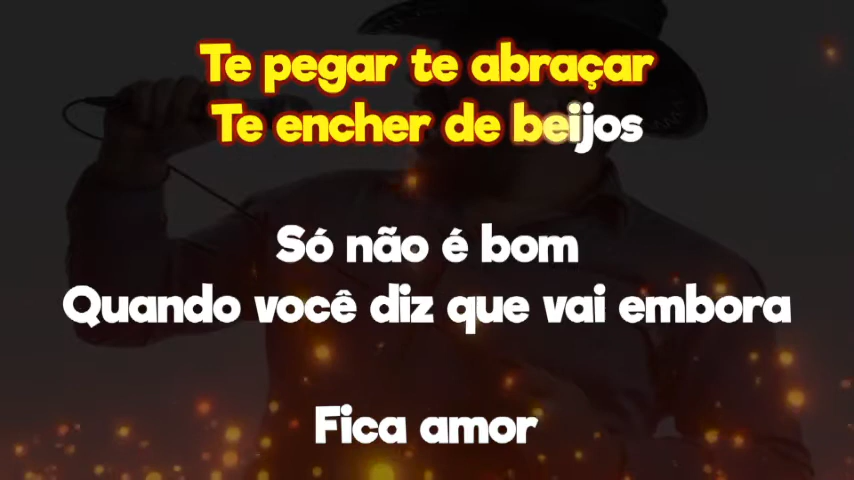 Te pegar te abraçar
Te encher de beijos
Só não é bom
Quando você diz que vai embora
Fica amor